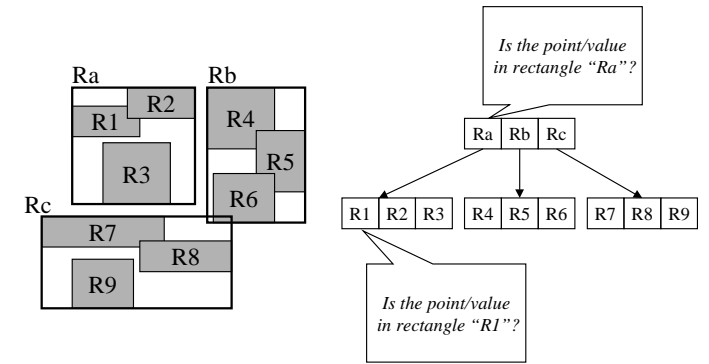 Is the point/value
in rectangle “Ra”?
Ra
Rb
R1
R2
R3
R4
R5
R6
Rc
R7
R8
R9
Ra Rb Rc
R1 R2 R3 R4 R5 R6 R7 R8 R9
Is the point/value
in rectangle “R1”?